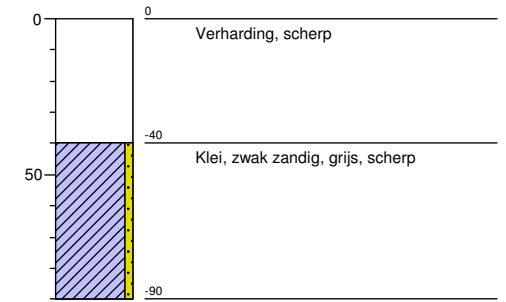 0
0
Verharding, scherp
-40
Klei, zwak zandig, grijs, scherp
50
-90